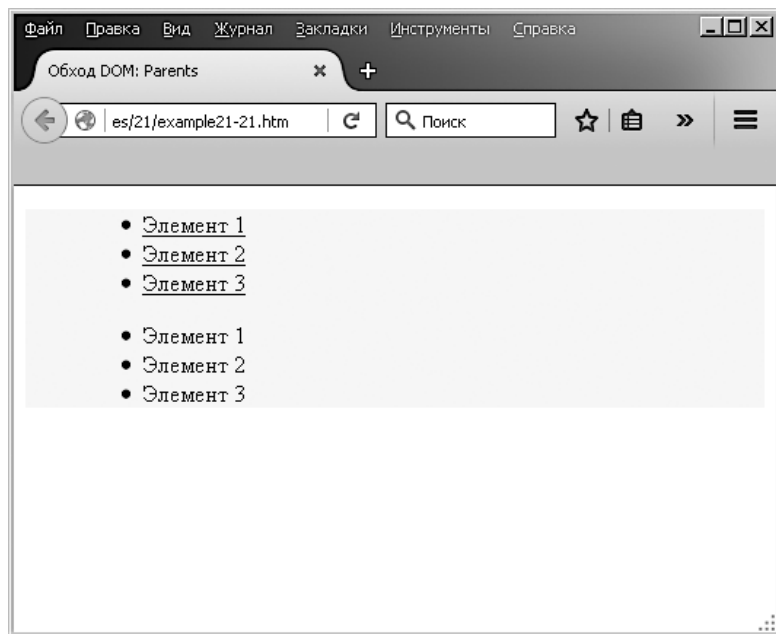 Файл Правка Вид Журнал Закладки Инструменты Справка
Обход DOM: Parents
es/21/example21-21.htm
Поиск
Элемент 1
Элемент 2
Элемент 3
Элемент 1
Элемент 2
Элемент 3